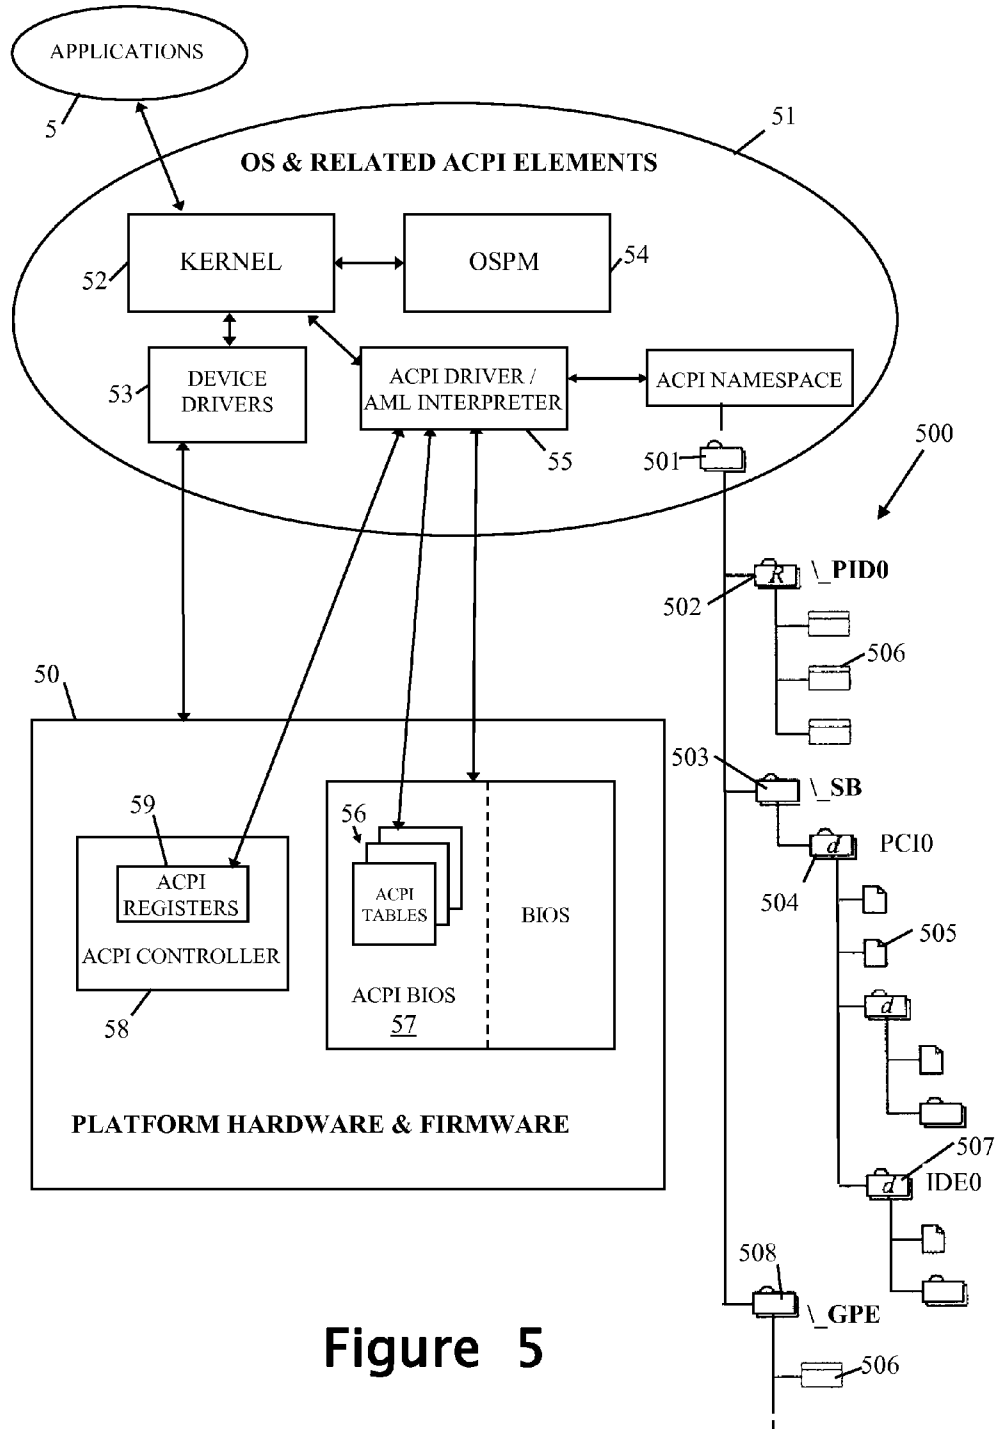 APPLICATIONS
5
51
OS & RELATED ACPI ELEMENTS
KERNEL
52
OSPM
54
DEVICE
DRIVERS
53
ACPI DRIVER /
AML INTERPRETER
55
ACPI NAMESPACE
501
500
R
\_PID0
502
506
50
503
\_SB
59
56
d
PCI0
504
ACPI
REGISTERS
ACPI
TABLES
BIOS
505
ACPI CONTROLLER
58
ACPI BIOS
57
d
PLATFORM HARDWARE & FIRMWARE
507
d
IDE0
508
\_GPE
506
Figure 5